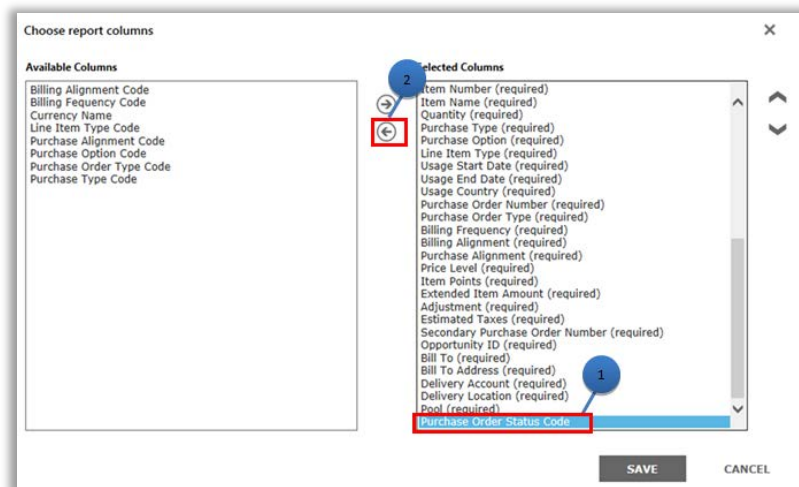 Choose report columns
Available Columns
Billing Alignment Code
Billing Fequency Code
Currency Name
Line Item Type Code
Purchase Alignment Code
Purchase Option Code
Purchase Order Type Code
Purchase Type Code
2
elected Columns
Item Number (required)
Item Name (required)
Quantity (required)
Purchase Type (required)
Purchase Option (required)
Line Item Type (required)
Usage Start Date (required)
Usage End Date (required)
Usage Country (required)
Purchase Order Number (required)
Purchase Order Type (required)
Billing Frequency (required)
Billing Alignment (required)
Purchase Alignment (required)
Price Level (required)
Item Points (required)
Extended Item Amount (required)
Adjustment (required)
Estimated Taxes (required)
Secondary Purchase Order Number (required)
Opportunity ID (required)
Bill To (required)
Bill To Address (required)
Delivery Account (required)
Delivery Location (required)
Pool (required)
Purchase Order Status Code
1
SAVE CANCEL